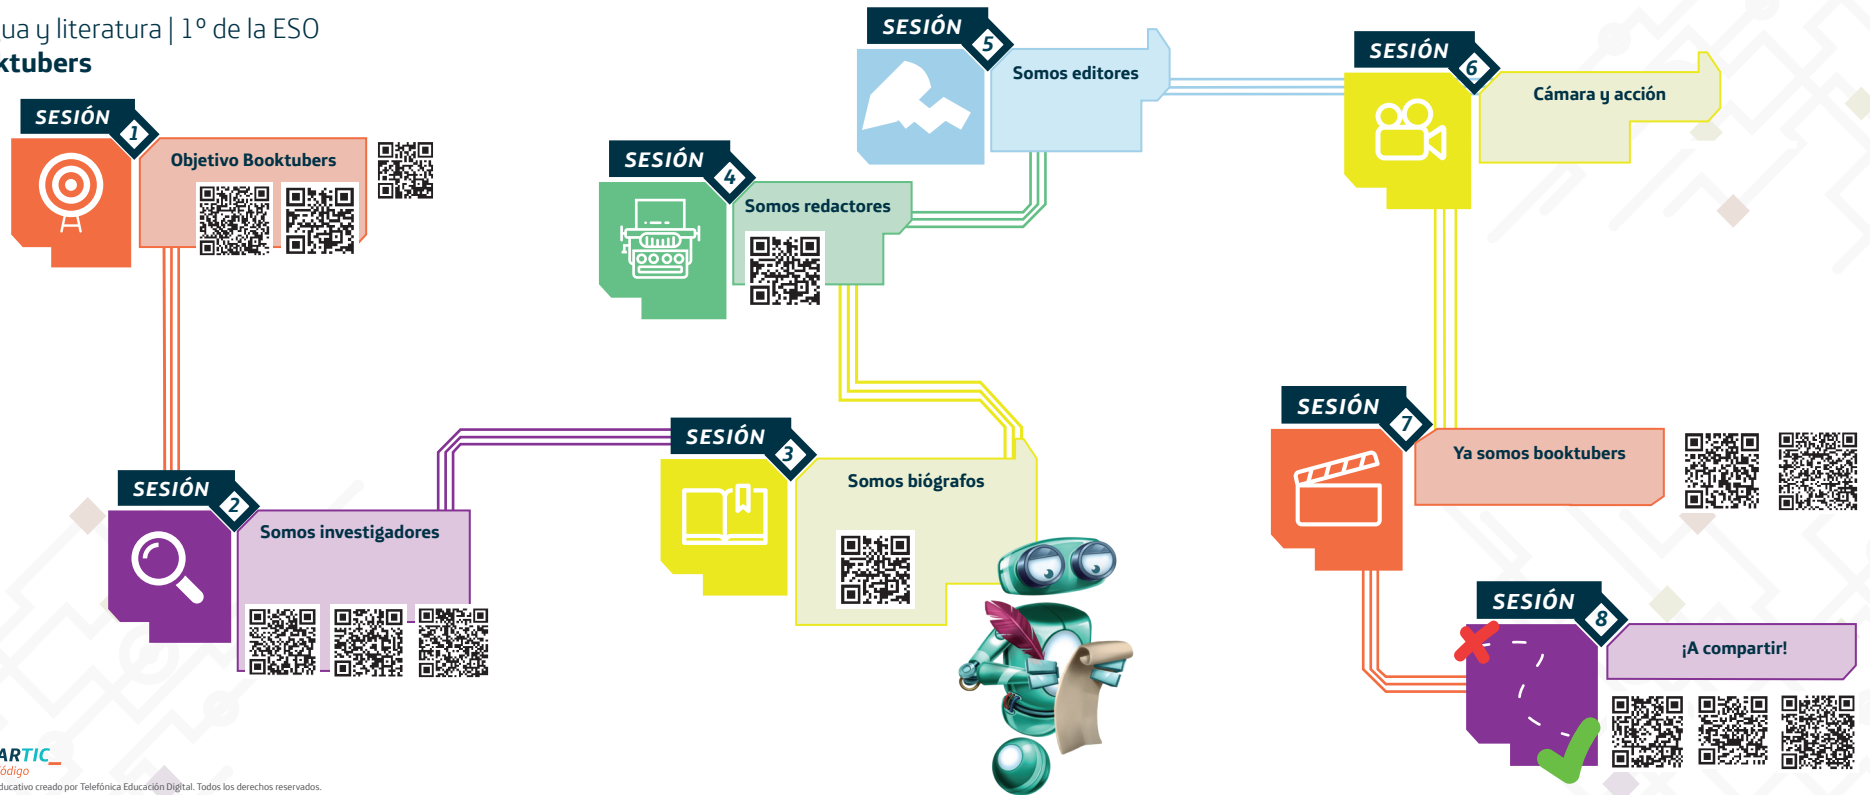 ua y literatura | 1º de la ESO
ktubers
SESIÓN 1
Objetivo Booktubers
SESIÓN 2
Somos investigadores
SESIÓN 3
Somos biógrafos
SESIÓN 4
Somos redactores
SESIÓN 5
Somos editores
SESIÓN 6
Cámara y acción
SESIÓN 7
Ya somos booktubers
SESIÓN 8
¡A compartir!
ARTIC_
ódigo
ducativo creado por Telefónica Educación Digital. Todos los derechos reservados.